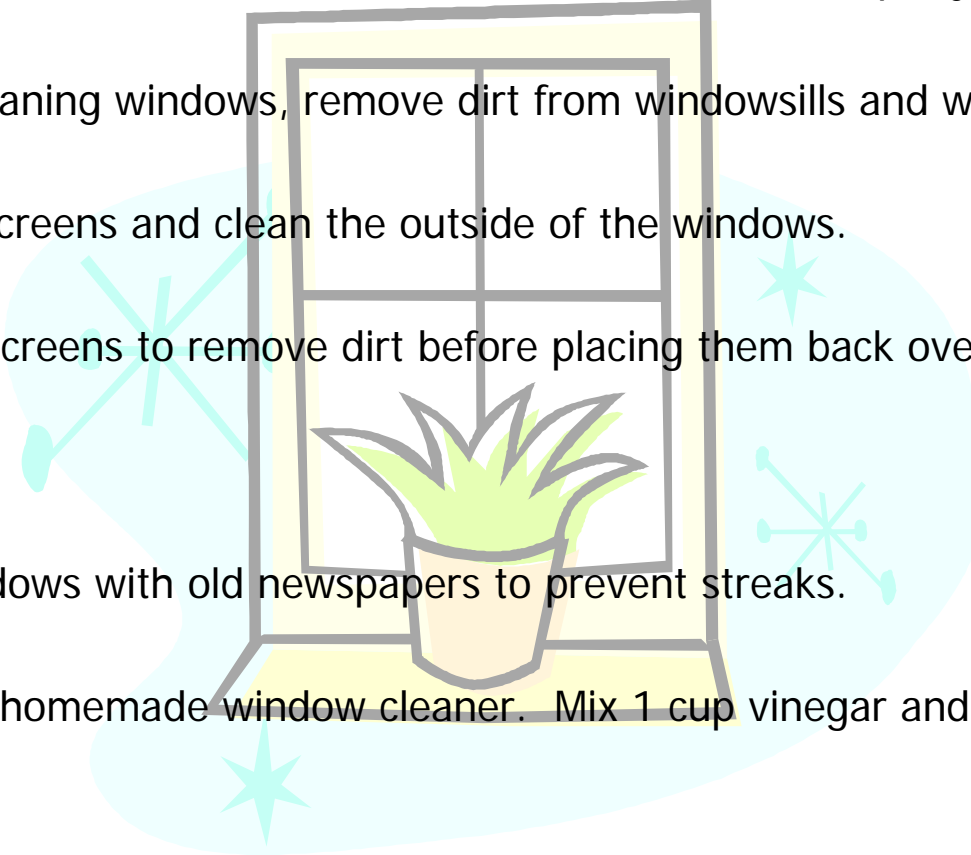 aning windows, remove dirt from windowsills and w
creens and clean the outside of the windows.
creens to remove dirt before placing them back ove
dows with old newspapers to prevent streaks.
homemade window cleaner.  Mix 1 cup vinegar and